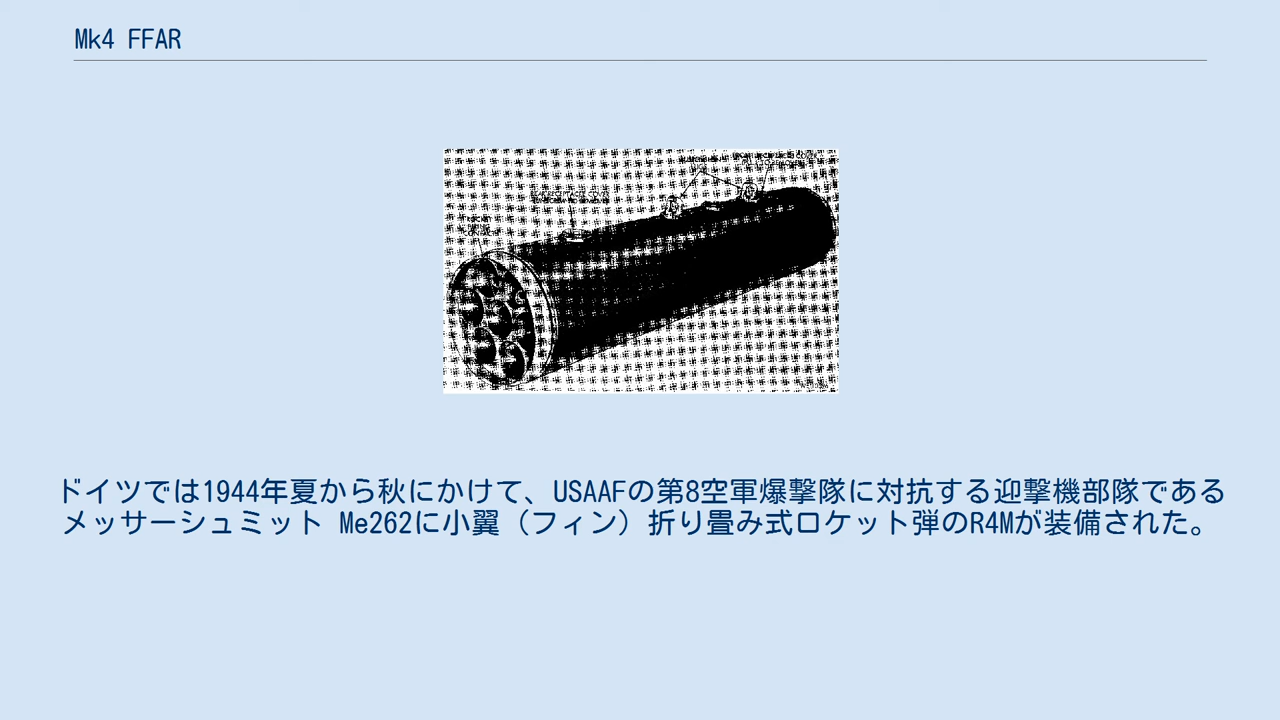 Mk4 FFAR
ドイツでは1944年夏から秋にかけて、USAAFの第8空軍爆撃隊に対抗する迎撃機部隊である
メッサーシュミット Me262に小翼（フィン）折り畳み式ロケット弾のR4Mが装備された。